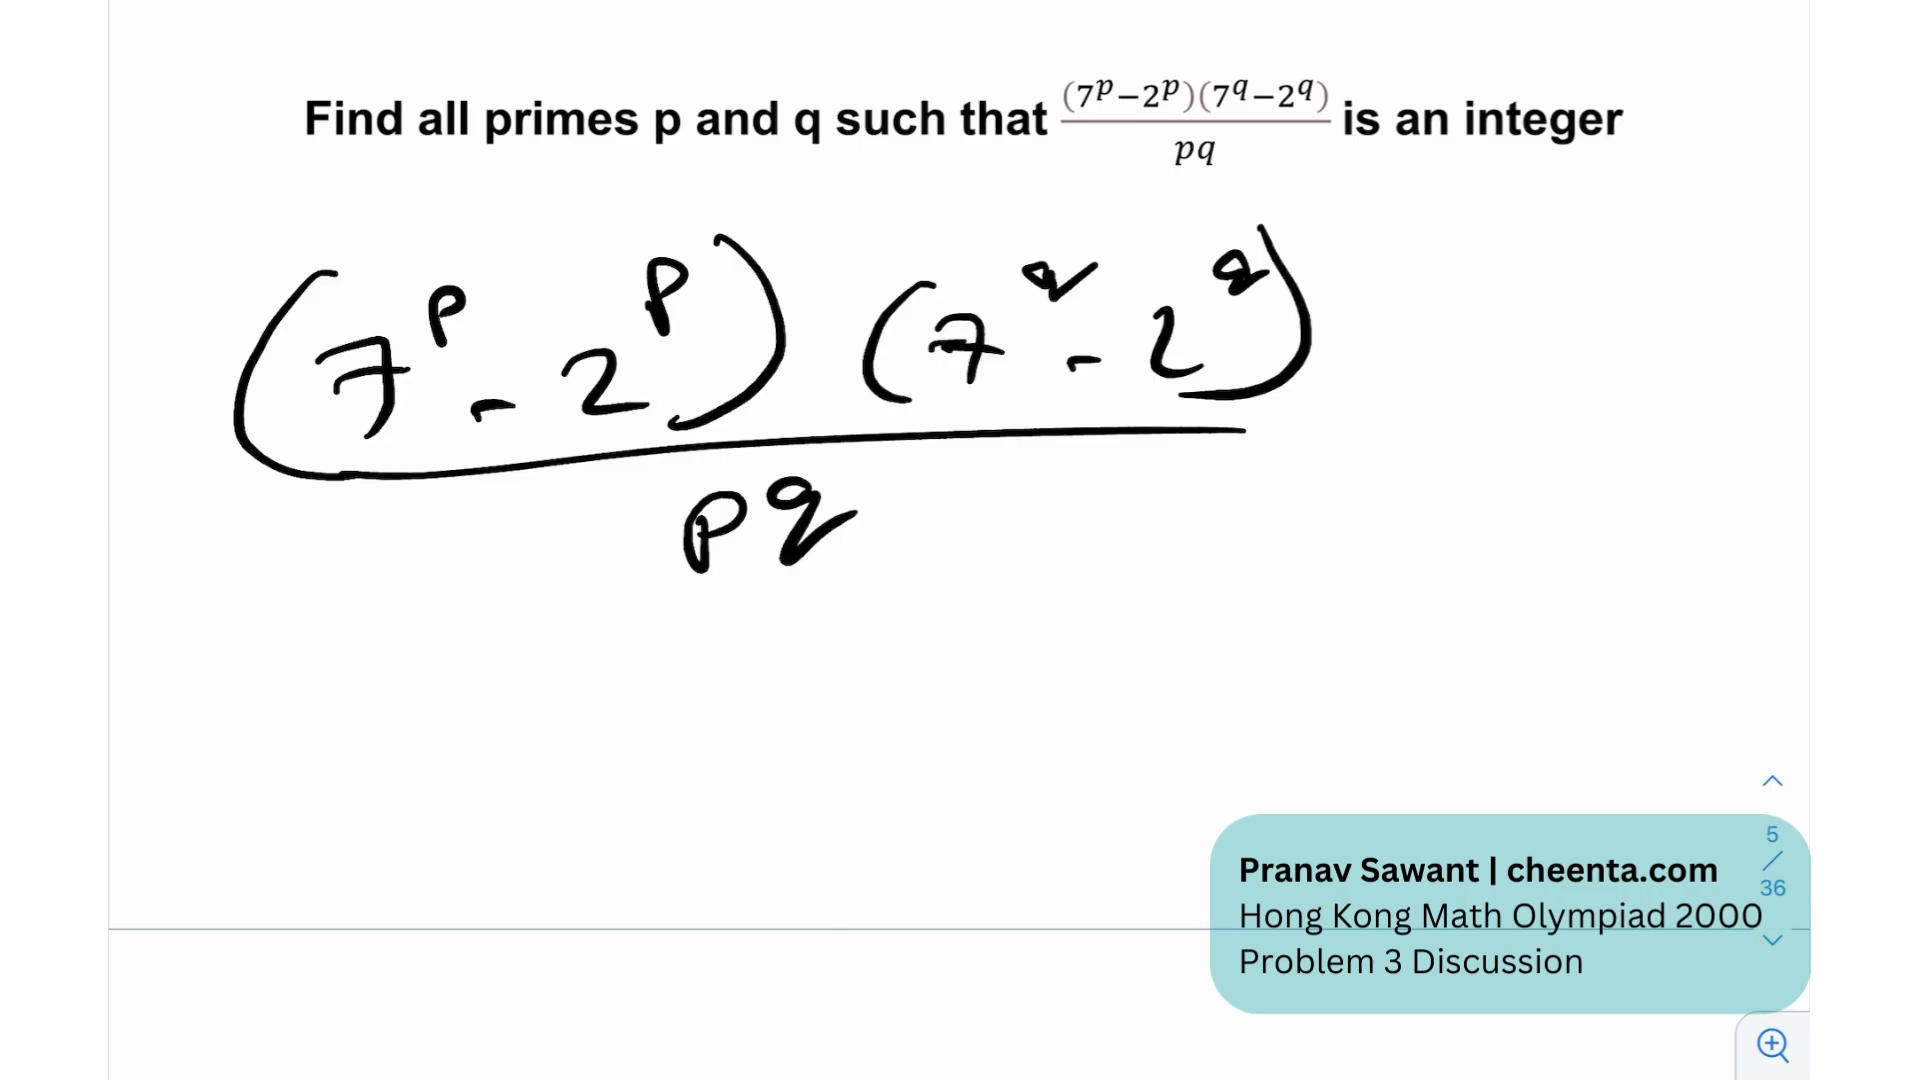 Find all primes p and q such that (7^p−2^p)(7^q−2^q)/pq is an integer
(7^p - 2^p) (7^q - 2^q)
pq
5
/
36
Pranav Sawant | cheenta.com
Hong Kong Math Olympiad 2000
Problem 3 Discussion